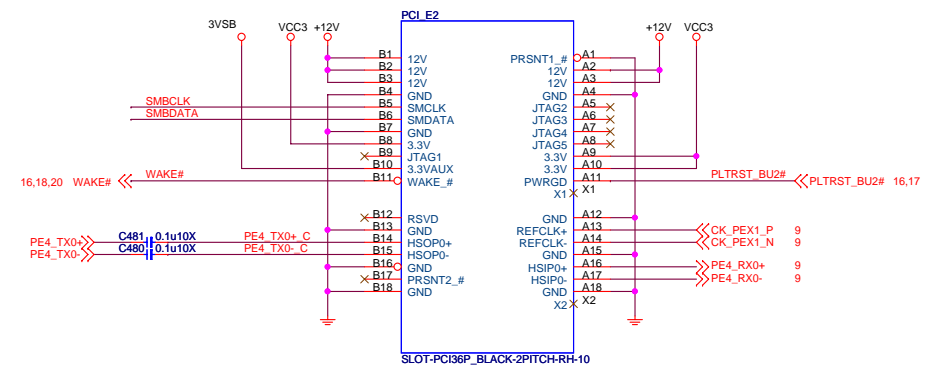 PCI_E2
3VSB VCC3 +12V
+12V VCC3
B1 12V PRSNT1_# A1
B2 12V 12V A2
B3 12V 12V A3
B4 GND GND A4
SMBCLK B5 SMCLK JTAG2 A5
SMBDATA B6 SMDATA JTAG3 A6
B7 GND JTAG4 A7
B8 3.3V JTAG5 A8
B9 JTAG1 3.3V A9
B10 3.3VAUX 3.3V A10
16,18,20 WAKE# WAKE# B11 WAKE_# PWRGD A11 PLTRST_BU2# PLTRST_BU2# 16,17
X1 X1
B12 RSVD GND A12
B13 GND REFCLK+ A13 CK_PEX1_P 9
C481 0.1u10X
PE4_TX0+ PE4_TX0+_C B14 HSOP0+ REFCLK- A14 CK_PEX1_N 9
C480 0.1u10X
PE4_TX0- PE4_TX0-_C B15 HSOP0- GND A15
B16 GND HSIP0+ A16 PE4_RX0+ 9
B17 PRSNT2_# HSIP0- A17 PE4_RX0- 9
B18 GND GND A18
X2 X2
SLOT-PCI36P_BLACK-2PITCH-RH-10